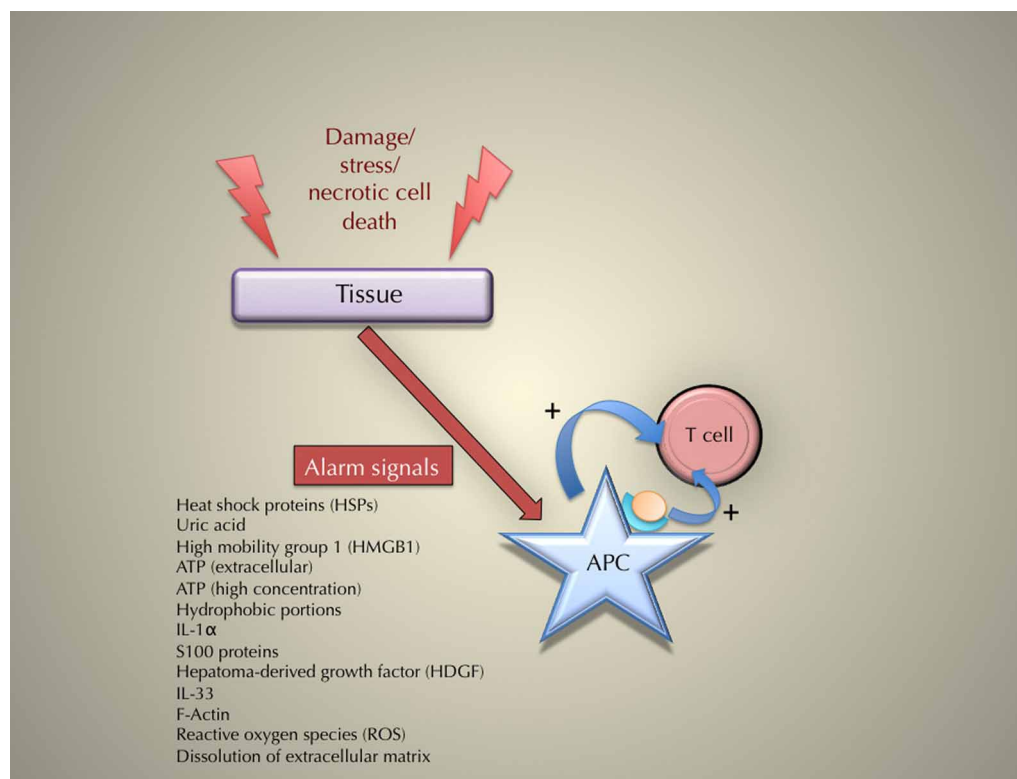 Damage/
stress/
necrotic cell
death
Tissue
+
T cell
Alarm signals
+
APC
Heat shock proteins (HSPs)
Uric acid
High mobility group 1 (HMGB1)
ATP (extracellular)
ATP (high concentration)
Hydrophobic portions
IL-1α
S100 proteins
Hepatoma-derived growth factor (HDGF)
IL-33
F-Actin
Reactive oxygen species (ROS)
Dissolution of extracellular matrix